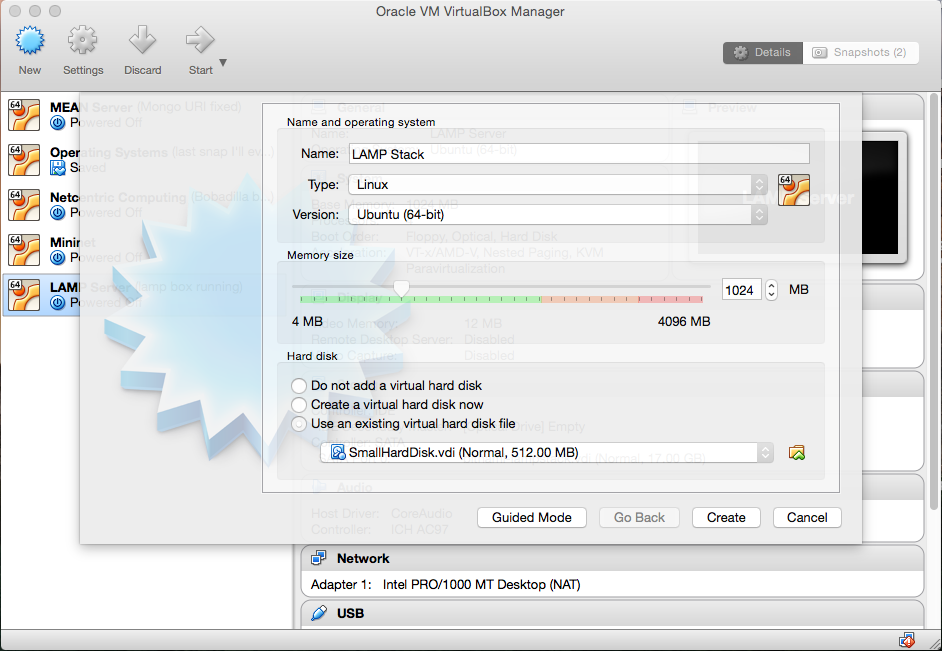 Oracle VM VirtualBox Manager
New
Settings
Discard
Start
Details
Snapshots (2)
64
MEAN Server (Mongo URI fixed)
Powered Off
64
Operating Systems (last snap I'll ev...)
Saved
64
Netcentric Computing (Bobadilla b...)
Powered Off
64
Mininet
Powered Off
64
LAMP Server (lamp box running)
Powered Off
General
Preview
Name: LAMP Server
Ubuntu (64-bit)
LAMP Server
Name and operating system
Name: LAMP Stack
Type: Linux
64
Version: Ubuntu (64-bit)
Base Memory: 1024 MB
Boot Order: Floppy, Optical, Hard Disk
VT-x/AMD-V, Nested Paging, KVM
Paravirtualization
Memory size
1024 MB
Display
4 MB 4096 MB
Video Memory: 12 MB
Remote Desktop Server: Disabled
Video Capture: Disabled
Hard disk
Do not add a virtual hard disk
Create a virtual hard disk now
Use an existing virtual hard disk file
Empty
Controller: SATA
SmallHardDisk.vdi (Normal, 512.00 MB)
(Normal, 17.00 GB)
Audio
Host Driver: CoreAudio
Controller: ICH AC97
Guided Mode
Go Back
Create
Cancel
Network
Adapter 1: Intel PRO/1000 MT Desktop (NAT)
USB